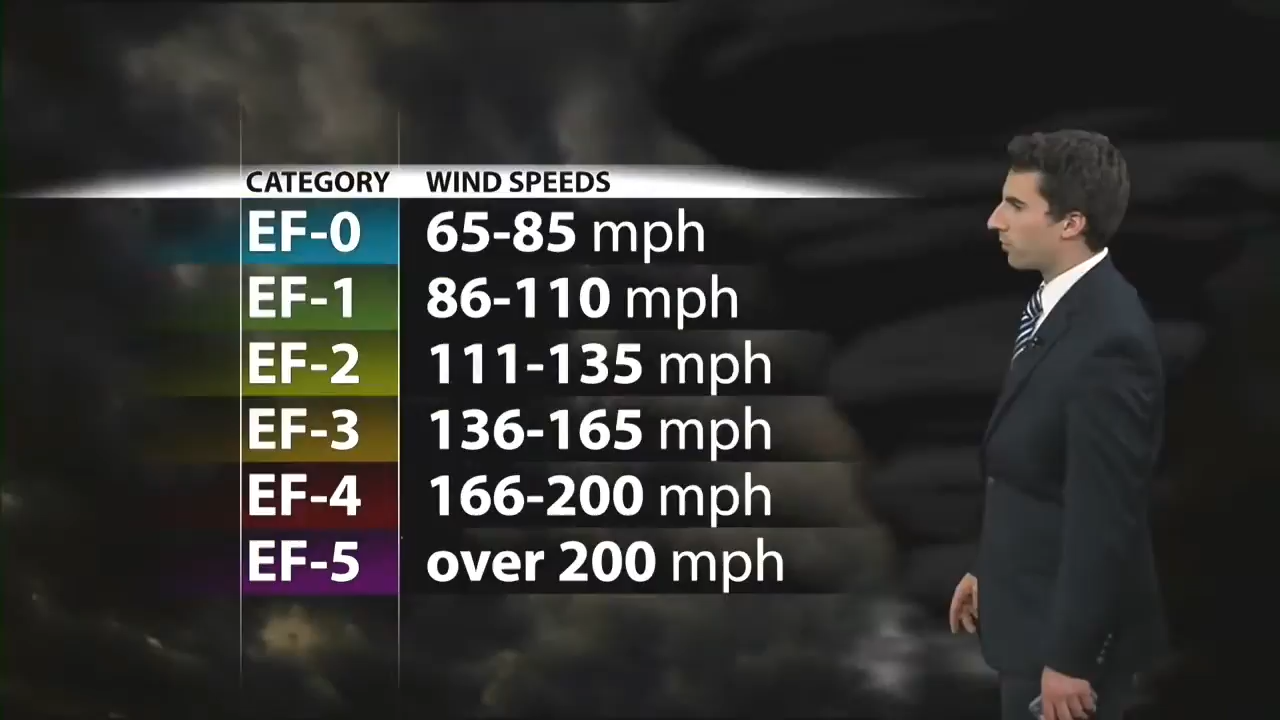 CATEGORY WIND SPEEDS
EF-0 65-85 mph
EF-1 86-110 mph
EF-2 111-135 mph
EF-3 136-165 mph
EF-4 166-200 mph
EF-5 over 200 mph